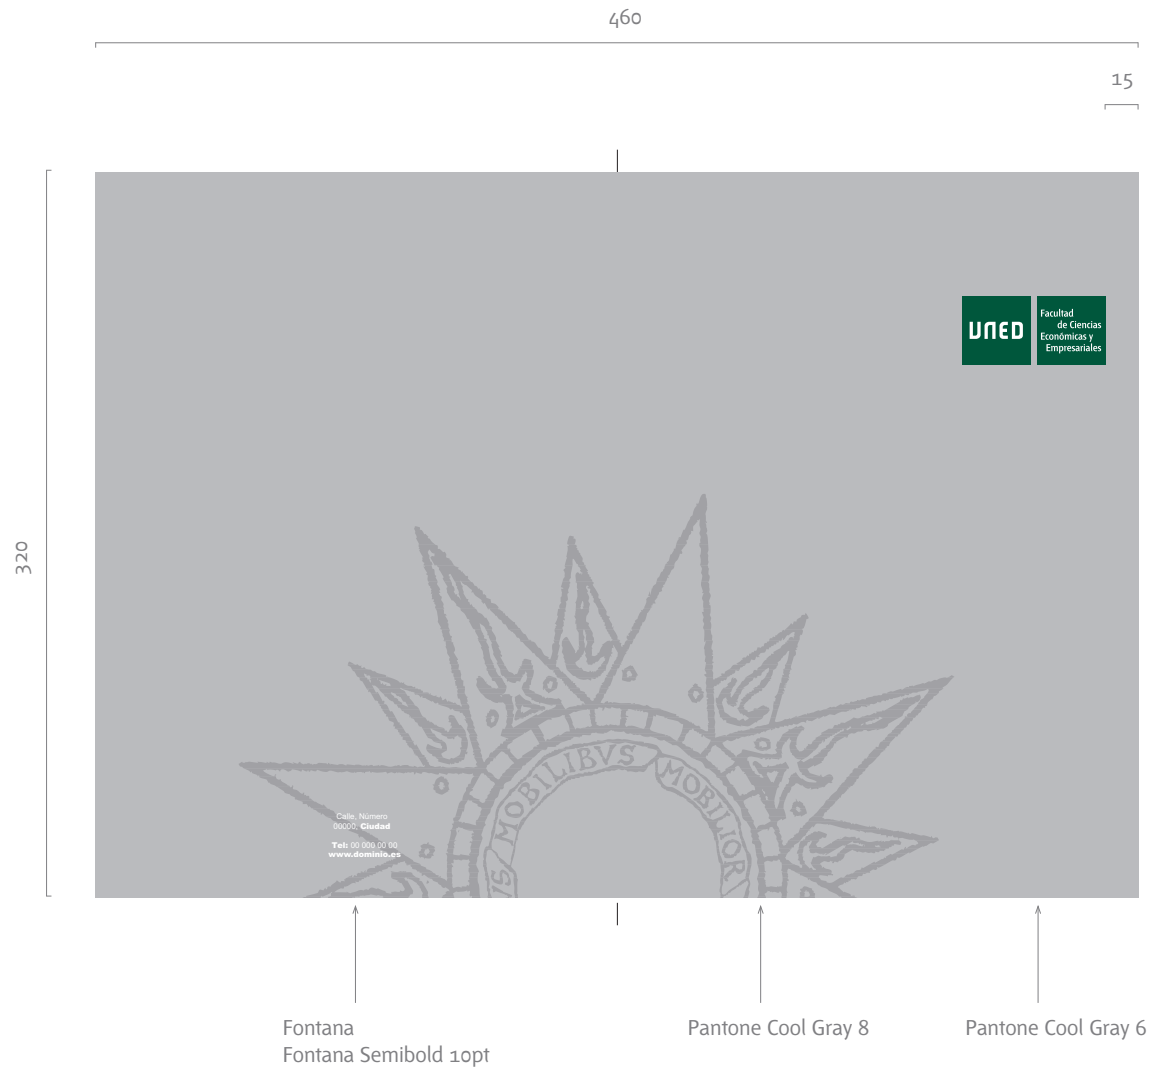 460
15
320
UNED
Facultad
de Ciencias
Económicas y
Empresariales
MOBILIBVS
MOBILIOR
IS
Calle, Número
00000, Ciudad
Tel: 00 000 00 00
www.dominio.es
Fontana
Fontana Semibold 10pt
Pantone Cool Gray 8
Pantone Cool Gray 6